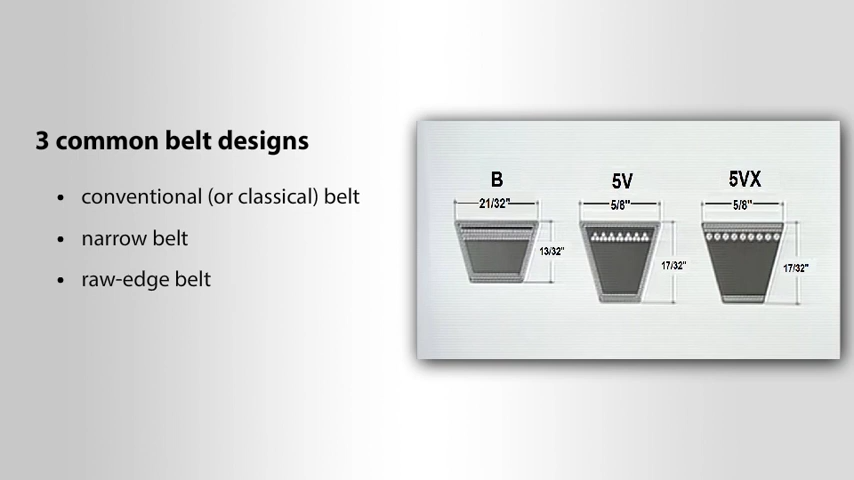 3 common belt designs
• conventional (or classical) belt
• narrow belt
• raw-edge belt
B
5V
5VX
21/32"
5/8"
5/8"
13/32"
17/32"
17/32"